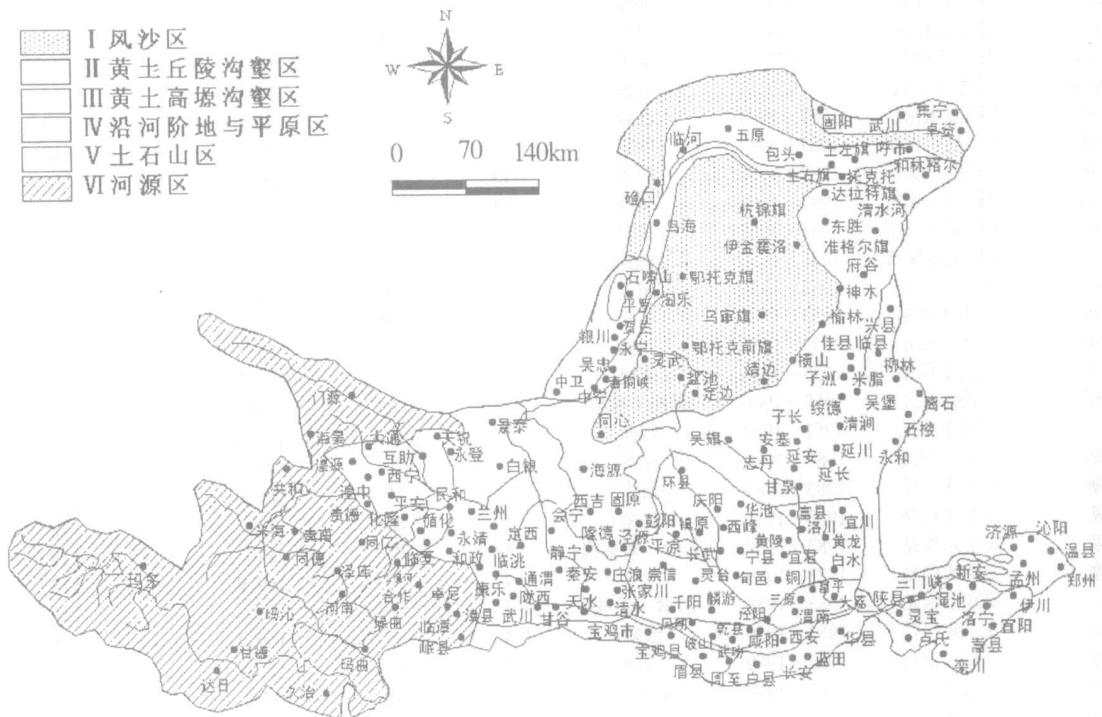 N
W E
S
I 风沙区
II 黄土丘陵沟壑区
III 黄土高塬沟壑区
IV 沿河阶地与平原区
V 土石山区
VI 河源区
0 70 140km
集宁
固阳 武川 卓资
五原
临河 包头 土左旗 呼市
和林格尔
土右旗 托克托
达拉特旗
磴口 清水河
杭锦旗
乌海 东胜
伊金襄洛 准格尔旗
府谷
石嘴山 鄂托克旗
神木
平罗 陶乐
乌审旗 榆林 兴县
贺兰
银川 永宁 佳县 临县
鄂托克前旗
灵武 横山 柳林
吴忠 子洲 米脂
青铜峡 盐池 靖边
中卫 中宁 定边 绥德 吴堡 离石
门源 子长 清涧 石楼
景泰 同心 吴旗 安塞
海晏 大通 天祝 延安 延川 永和
互助 永登 志丹 延长
湟源 白银 海源
西宁 环县 甘泉
共和 湟中 平安 民和 西吉 固原 庆阳 华池 富县 宜川
贵德 化隆 循化 兰州 会宁 彭阳 镇原 西峰 洛川
兴海 黄南 定西 隆德 黄陵 黄龙
永靖 泾源 济源 沁阳
同仁 临夏 静宁 平凉 长武 宁县 宜君 白水
同德 和政 临洮 温县
玛多 泽库 通渭 秦安 庄浪 崇信 灵台 旬邑 铜川 三门峡 新安 孟州 郑州
合作 卓尼 康乐 张家川
河南 陇西 天水 千阳 麟游 大荔 陕县 渑池 伊川
玛沁 碌曲 漳县 武川 甘谷 清水 泾阳 三原 渭南 灵宝 洛宁 宜阳
临潭 宝鸡市 乾县
岷县 岐山 咸阳 西安 华县 卢氏 嵩县
甘德 玛曲 宝鸡县 武功
眉县 周至 户县 长安 蓝田 栾川
达日 久治